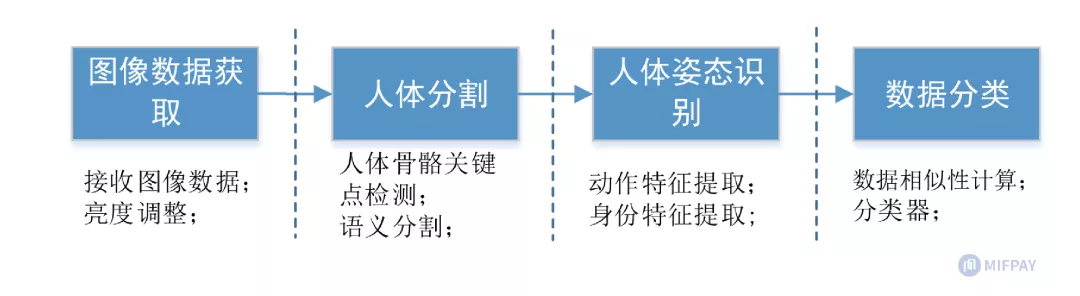 图像数据获
取
人体分割
人体姿态识
别
数据分类
接收图像数据；
亮度调整；
人体骨骼关键
点检测；
语义分割；
动作特征提取；
身份特征提取;
数据相似性计算；
分类器；
MIFPAY